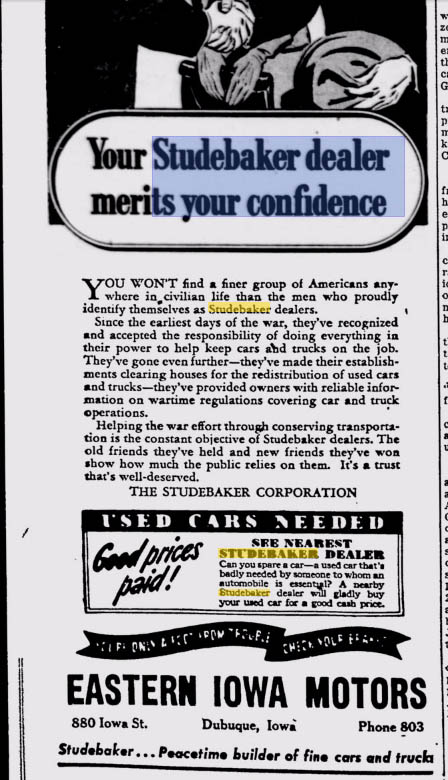 Your Studebaker dealer
merits your confidence
YOU WON'T find a finer group of Americans any-
where in civilian life than the men who proudly
identify themselves as Studebaker dealers.
Since the earliest days of the war, they've recognized
and accepted the responsibility of doing everything in
their power to help keep cars and trucks on the job.
They've gone even further—they've made their establish-
ments clearing houses for the redistribution of used cars
and trucks—they've provided owners with reliable infor-
mation on wartime regulations covering car and truck
operations.
Helping the war effort through conserving transporta-
tion is the constant objective of Studebaker dealers. The
old friends they've held and new friends they've won
show how much the public relies on them. It's a trust
that's well-deserved.
THE STUDEBAKER CORPORATION
USED CARS NEEDED
Good prices
paid!
SEE NEAREST
STUDEBAKER DEALER
Can you spare a car—a used car that's
badly needed by someone to whom an
automobile is essential? A nearby
Studebaker dealer will gladly buy
your used car for a good cash price.
YOU'RE ONLY A FOOT FROM TROUBLE
CHECK YOUR BRAKES
EASTERN IOWA MOTORS
880 Iowa St. Dubuque, Iowa Phone 803
Studebaker... Peacetime builder of fine cars and trucks